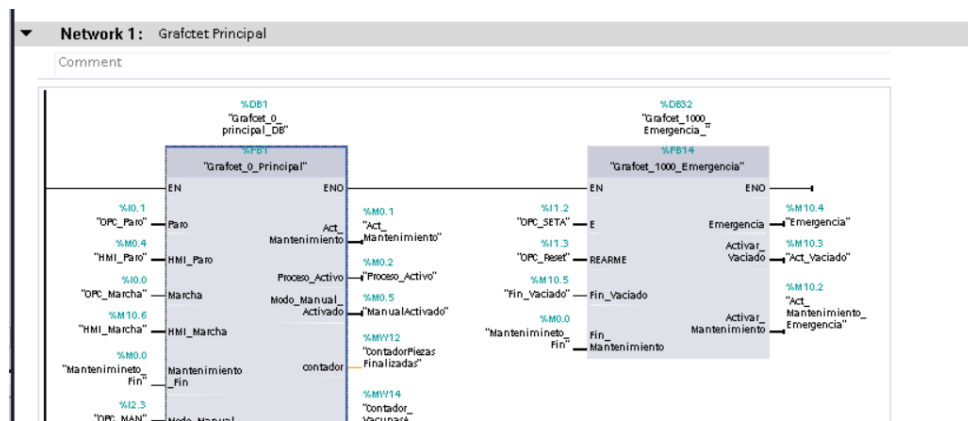 Network 1: Grafctet Principal
Comment
%DB1
"Grafcet_0_
principal_DB"
%FB1
"Grafcet_0_Principal"
EN
ENO
%I0.1
"OPC_Paro"
Paro
%M0.4
"HMI_Paro"
HMI_Paro
%I0.0
"OPC_Marcha"
Marcha
%M10.6
"HMI_Marcha"
HMI_Marcha
%M0.0
"Mantenimineto_
Fin"
Mantenimiento
_Fin
%I2.3
"OPC_MAN"
Modo_Manual
Act_
Mantenimiento
%M0.1
"Act_
Mantenimiento"
Proceso_Activo
%M0.2
"Proceso_Activo"
Modo_Manual_
Activado
%M0.5
"ManualActivado"
contador
%MW12
"ContadorPiezas
Finalizadas"
%MW14
"Contador_
VacunasA
%DB32
"Grafcet_1000_
Emergencia_"
%FB14
"Grafcet_1000_Emergencia"
EN
ENO
%I1.2
"OPC_SETA"
E
%I1.3
"OPC_Reset"
REARME
%M10.5
"Fin_Vaciado"
Fin_Vaciado
%M0.0
"Mantenimineto_
Fin"
Fin_
Mantenimiento
Emergencia
%M10.4
"Emergencia"
Activar_
Vaciado
%M10.3
"Act_Vaciado"
Activar_
Mantenimiento
%M10.2
"Act_
Mantenimiento_
Emergencia"